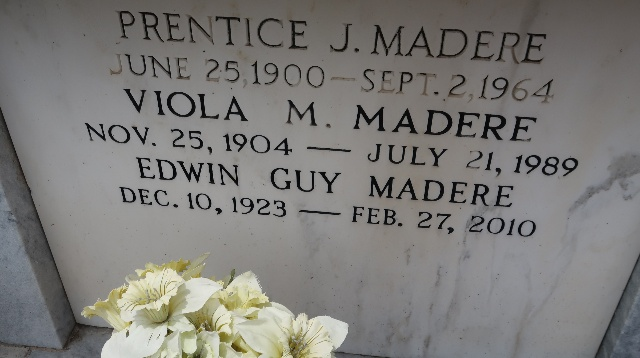 PRENTICE J. MADERE
JUNE 25, 1900 — SEPT. 2, 1964
VIOLA M. MADERE
NOV. 25, 1904 — JULY 21, 1989
EDWIN GUY MADERE
DEC. 10, 1923 — FEB. 27, 2010